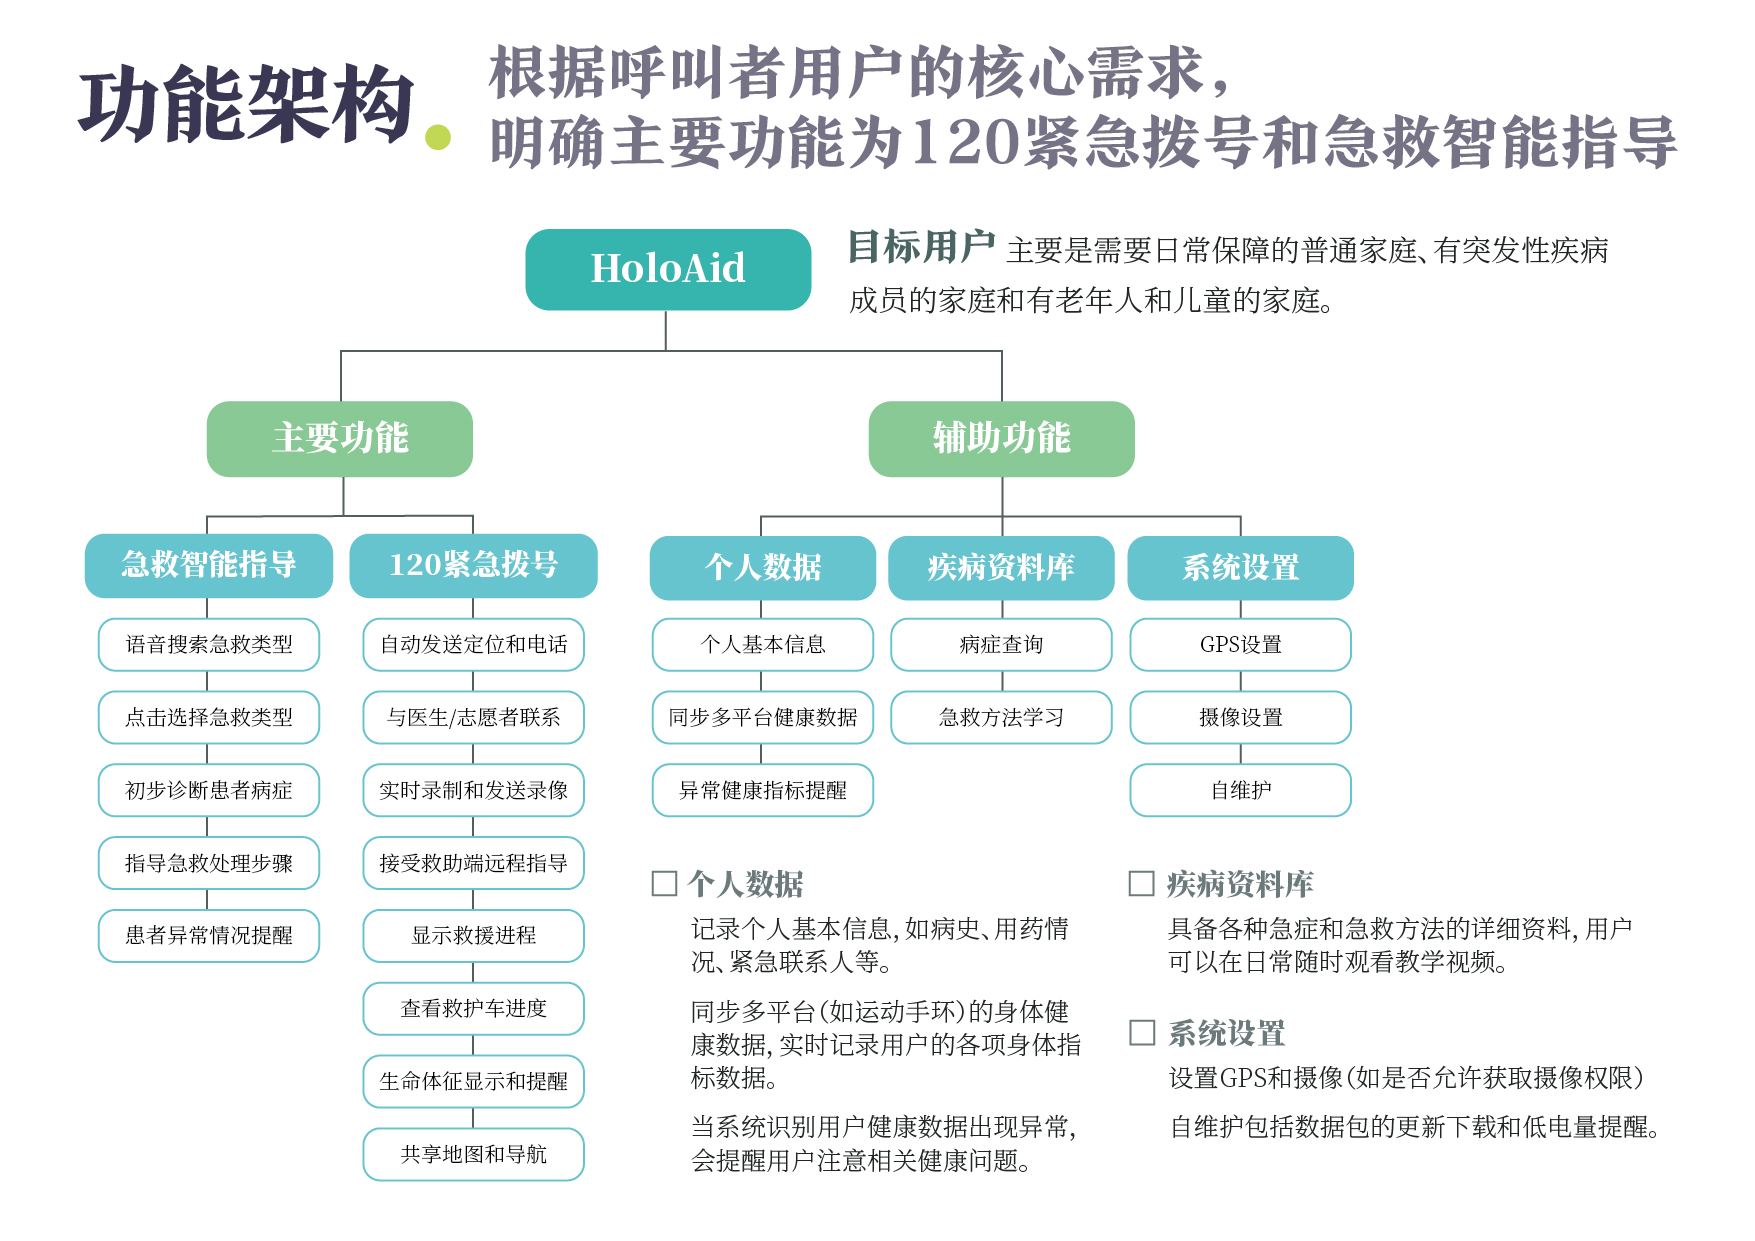 功能架构
根据呼叫者用户的核心需求，
明确主要功能为120紧急拨号和急救智能指导
HoloAid
目标用户 主要是需要日常保障的普通家庭、有突发性疾病
成员的家庭和有老年人和儿童的家庭。
主要功能
辅助功能
急救智能指导
120紧急拨号
个人数据
疾病资料库
系统设置
语音搜索急救类型
点击选择急救类型
初步诊断患者病症
指导急救处理步骤
患者异常情况提醒
自动发送定位和电话
与医生/志愿者联系
实时录制和发送录像
接受救助端远程指导
显示救援进程
查看救护车进度
生命体征显示和提醒
共享地图和导航
个人基本信息
同步多平台健康数据
异常健康指标提醒
病症查询
急救方法学习
GPS设置
摄像设置
自维护
个人数据
记录个人基本信息，如病史、用药情
况、紧急联系人等。
同步多平台（如运动手环）的身体健
康数据，实时记录用户的各项身体指
标数据。
当系统识别用户健康数据出现异常，
会提醒用户注意相关健康问题。
疾病资料库
具备各种急症和急救方法的详细资料，用户
可以在日常随时观看教学视频。
系统设置
设置GPS和摄像（如是否允许获取摄像权限）
自维护包括数据包的更新下载和低电量提醒。